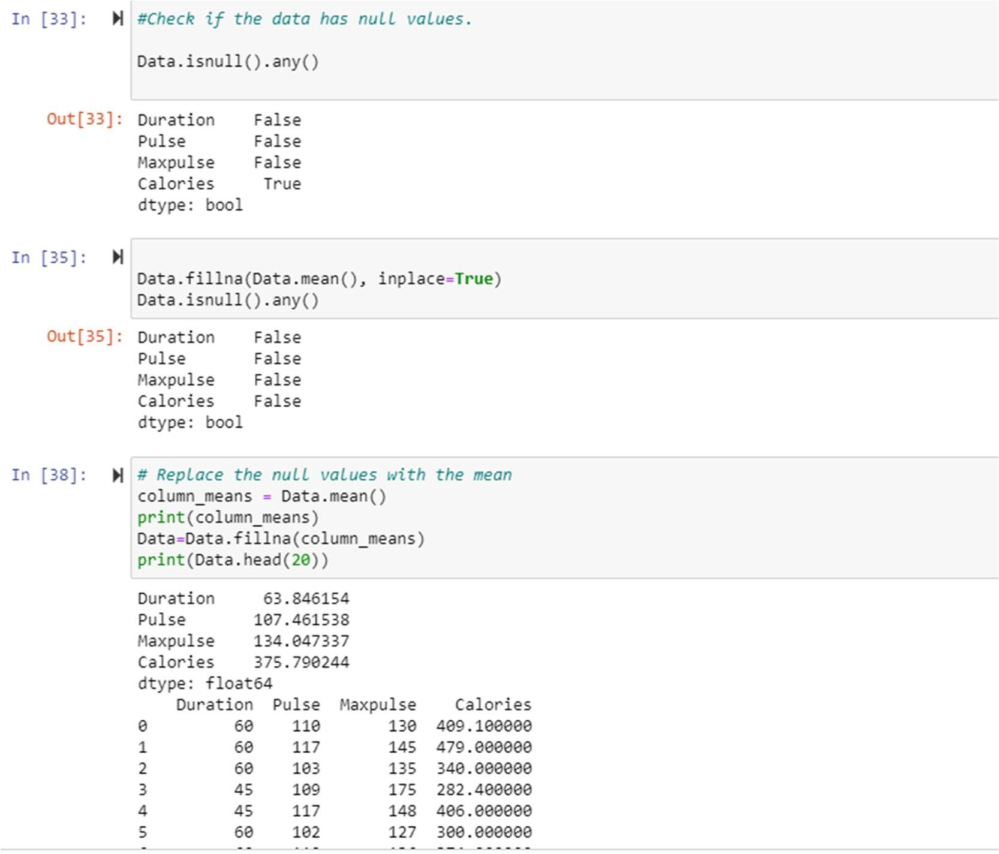 In [33]: #Check if the data has null values.
Data.isnull().any()
Out[33]: Duration    False
Pulse       False
Maxpulse    False
Calories     True
dtype: bool
In [35]:
Data.fillna(Data.mean(), inplace=True)
Data.isnull().any()
Out[35]: Duration    False
Pulse       False
Maxpulse    False
Calories    False
dtype: bool
In [38]: # Replace the null values with the mean
column_means = Data.mean()
print(column_means)
Data=Data.fillna(column_means)
print(Data.head(20))
Duration     63.846154
Pulse       107.461538
Maxpulse    134.047337
Calories    375.790244
dtype: float64
    Duration  Pulse  Maxpulse    Calories
0         60    110       130  409.100000
1         60    117       145  479.000000
2         60    103       135  340.000000
3         45    109       175  282.400000
4         45    117       148  406.000000
5         60    102       127  300.000000